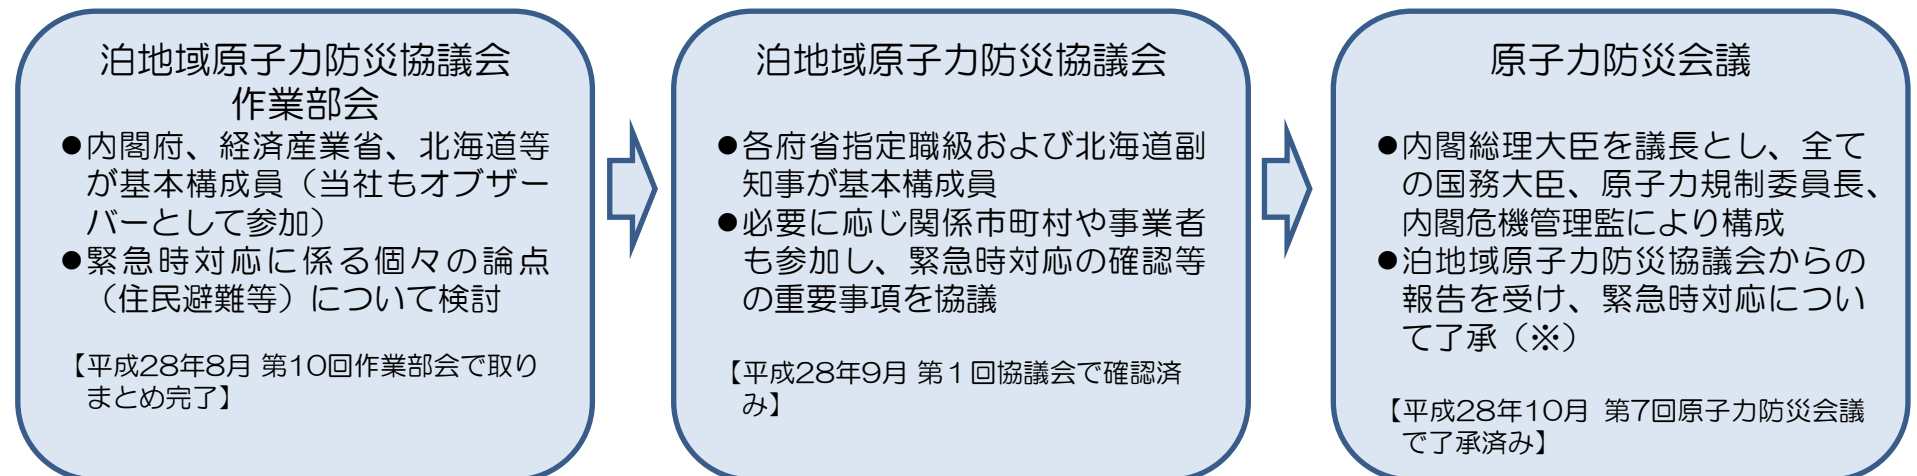 泊地域原子力防災協議会
作業部会
●内閣府、経済産業省、北海道等
が基本構成員（当社もオブザー
バーとして参加）
●緊急時対応に係る個々の論点
（住民避難等）について検討
【平成28年8月 第10回作業部会で取り
まとめ完了】
泊地域原子力防災協議会
●各府省指定職級および北海道副
知事が基本構成員
●必要に応じ関係市町村や事業者
も参加し、緊急時対応の確認等
の重要事項を協議
【平成28年9月 第１回協議会で確認済
み】
原子力防災会議
●内閣総理大臣を議長とし、全て
の国務大臣、原子力規制委員長、
内閣危機管理監により構成
●泊地域原子力防災協議会からの
報告を受け、緊急時対応につい
て了承（※）
【平成28年10月 第7回原子力防災会議
で了承済み】